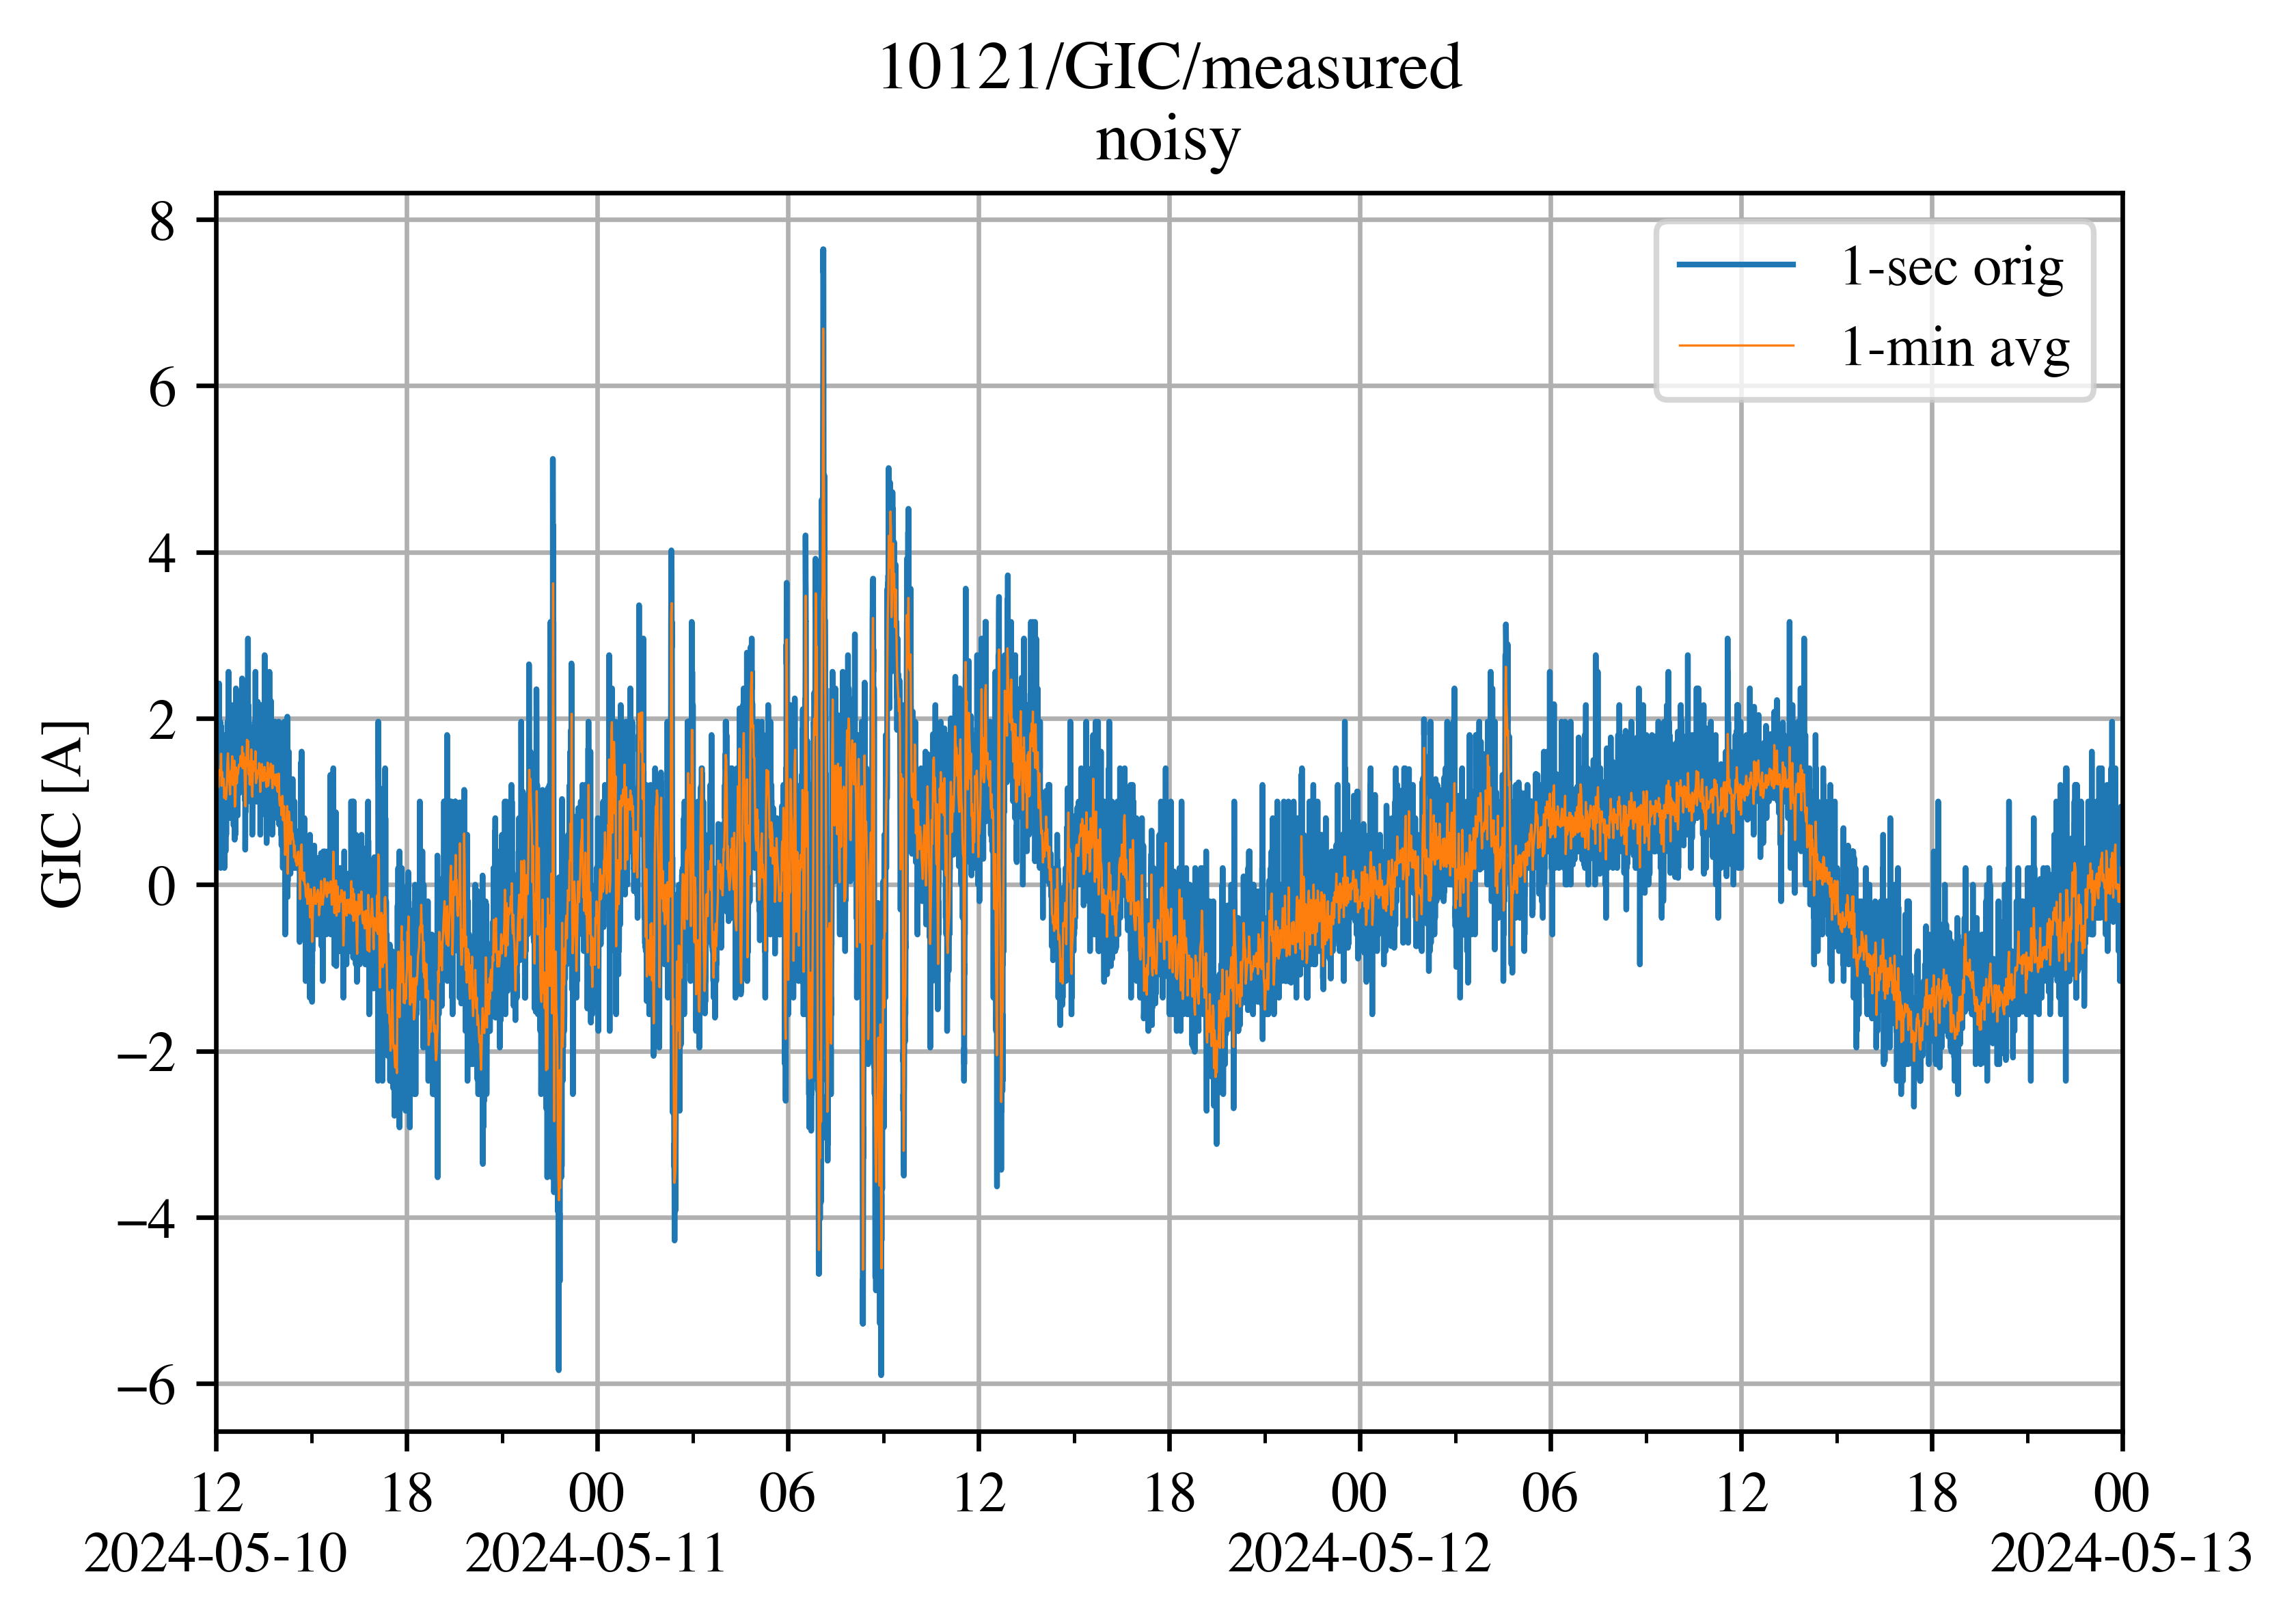 10121/GIC/measured
noisy
1-sec orig
1-min avg
GIC [A]
8
6
4
2
0
−2
−4
−6
12 18 00 06 12 18 00 06 12 18 00
2024-05-10 2024-05-11 2024-05-12 2024-05-13